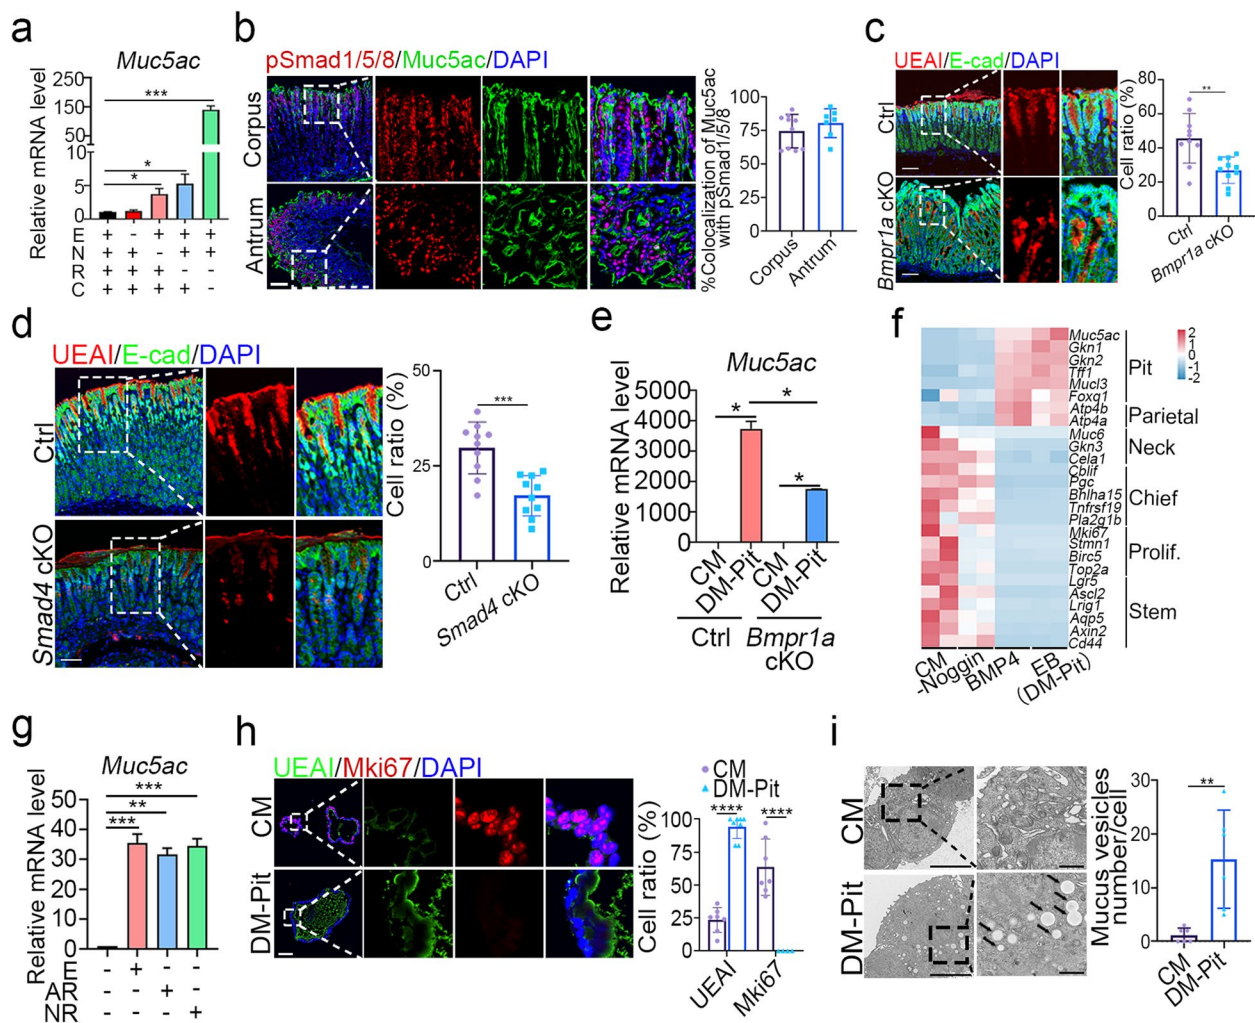 a
Muc5ac
Relative mRNA level
250
150
50
10
5
0
***
*
*
E + - + + +
N + + - + +
R + + + - -
C + + + + -
b
pSmad1/5/8/Muc5ac/DAPI
Corpus
Antrum
%Colocalization of Muc5ac
with pSmad1/5/8
100
75
50
25
0
Corpus
Antrum
c
UEAI/E-cad/DAPI
Ctrl
Bmpr1a cKO
Cell ratio (%)
80
60
40
20
0
**
Ctrl
Bmpr1a cKO
d
UEAI/E-cad/DAPI
Ctrl
Smad4 cKO
Cell ratio (%)
50
25
0
***
Ctrl
Smad4 cKO
e
Muc5ac
Relative mRNA level
5000
4000
3000
2000
1000
0
*
*
*
CM
DM-Pit
CM
DM-Pit
Ctrl
Bmpr1a
cKO
f
Muc5ac
Gkn1
Gkn2
Tff1
Mucl3
Foxq1
Atp4b
Atp4a
Muc6
Gkn3
Cela1
Cblif
Pgc
Bhlha15
Tnfrsf19
Pla2g1b
Mki67
Stmn1
Birc5
Top2a
Lgr5
Ascl2
Lrig1
Aqp5
Axin2
Cd44
Pit
Parietal
Neck
Chief
Prolif.
Stem
2
1
0
-1
-2
CM
-Noggin
BMP4
EB
(DM-Pit)
g
Muc5ac
Relative mRNA level
50
40
30
20
10
0
***
**
***
E - + - -
AR - - + -
NR - - - +
h
UEAI/Mki67/DAPI
CM
DM-Pit
CM
DM-Pit
Cell ratio (%)
100
75
50
25
0
****
****
UEAI
Mki67
i
CM
DM-Pit
Mucus vesicles
number/cell
30
20
10
0
**
CM
DM-Pit